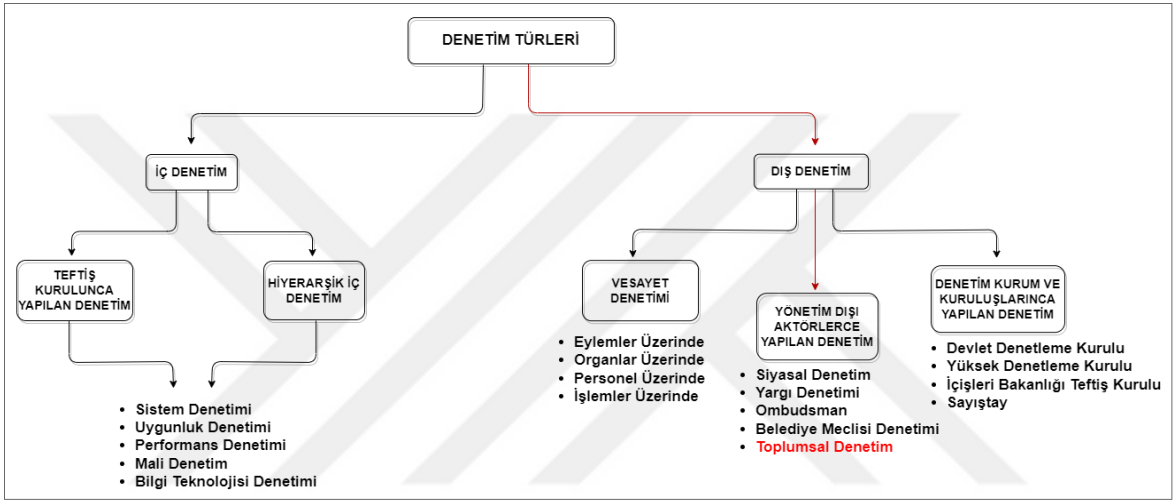 DENETİM TÜRLERİ
İÇ DENETİM
DIŞ DENETİM
TEFTİŞ
KURULUNCA
YAPILAN DENETİM
HİYERARŞİK İÇ
DENETİM
• Sistem Denetimi
• Uygunluk Denetimi
• Performans Denetimi
• Mali Denetim
• Bilgi Teknolojisi Denetimi
VESAYET
DENETİMİ
• Eylemler Üzerinde
• Organlar Üzerinde
• Personel Üzerinde
• İşlemler Üzerinde
YÖNETİM DIŞI
AKTÖRLERCE
YAPILAN DENETİM
• Siyasal Denetim
• Yargı Denetimi
• Ombudsman
• Belediye Meclisi Denetimi
• Toplumsal Denetim
DENETİM KURUM VE
KURULUŞLARINCA
YAPILAN DENETİM
• Devlet Denetleme Kurulu
• Yüksek Denetleme Kurulu
• İçişleri Bakanlığı Teftiş Kurulu
• Sayıştay